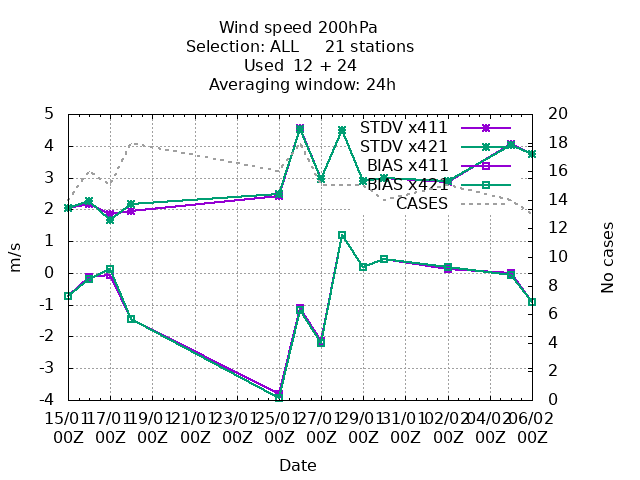 Wind speed 200hPa
Selection: ALL 21 stations
Used 12 + 24
Averaging window: 24h
5
4
3
2
1
0
-1
-2
-3
-4
m/s
20
18
16
14
12
10
8
6
4
2
0
No cases
STDV x411
STDV x421
BIAS x411
BIAS x421
CASES
15/01 17/01 19/01 21/01 23/01 25/01 27/01 29/01 31/01 02/02 04/02 06/02
00Z 00Z 00Z 00Z 00Z 00Z 00Z 00Z 00Z 00Z 00Z 00Z
Date